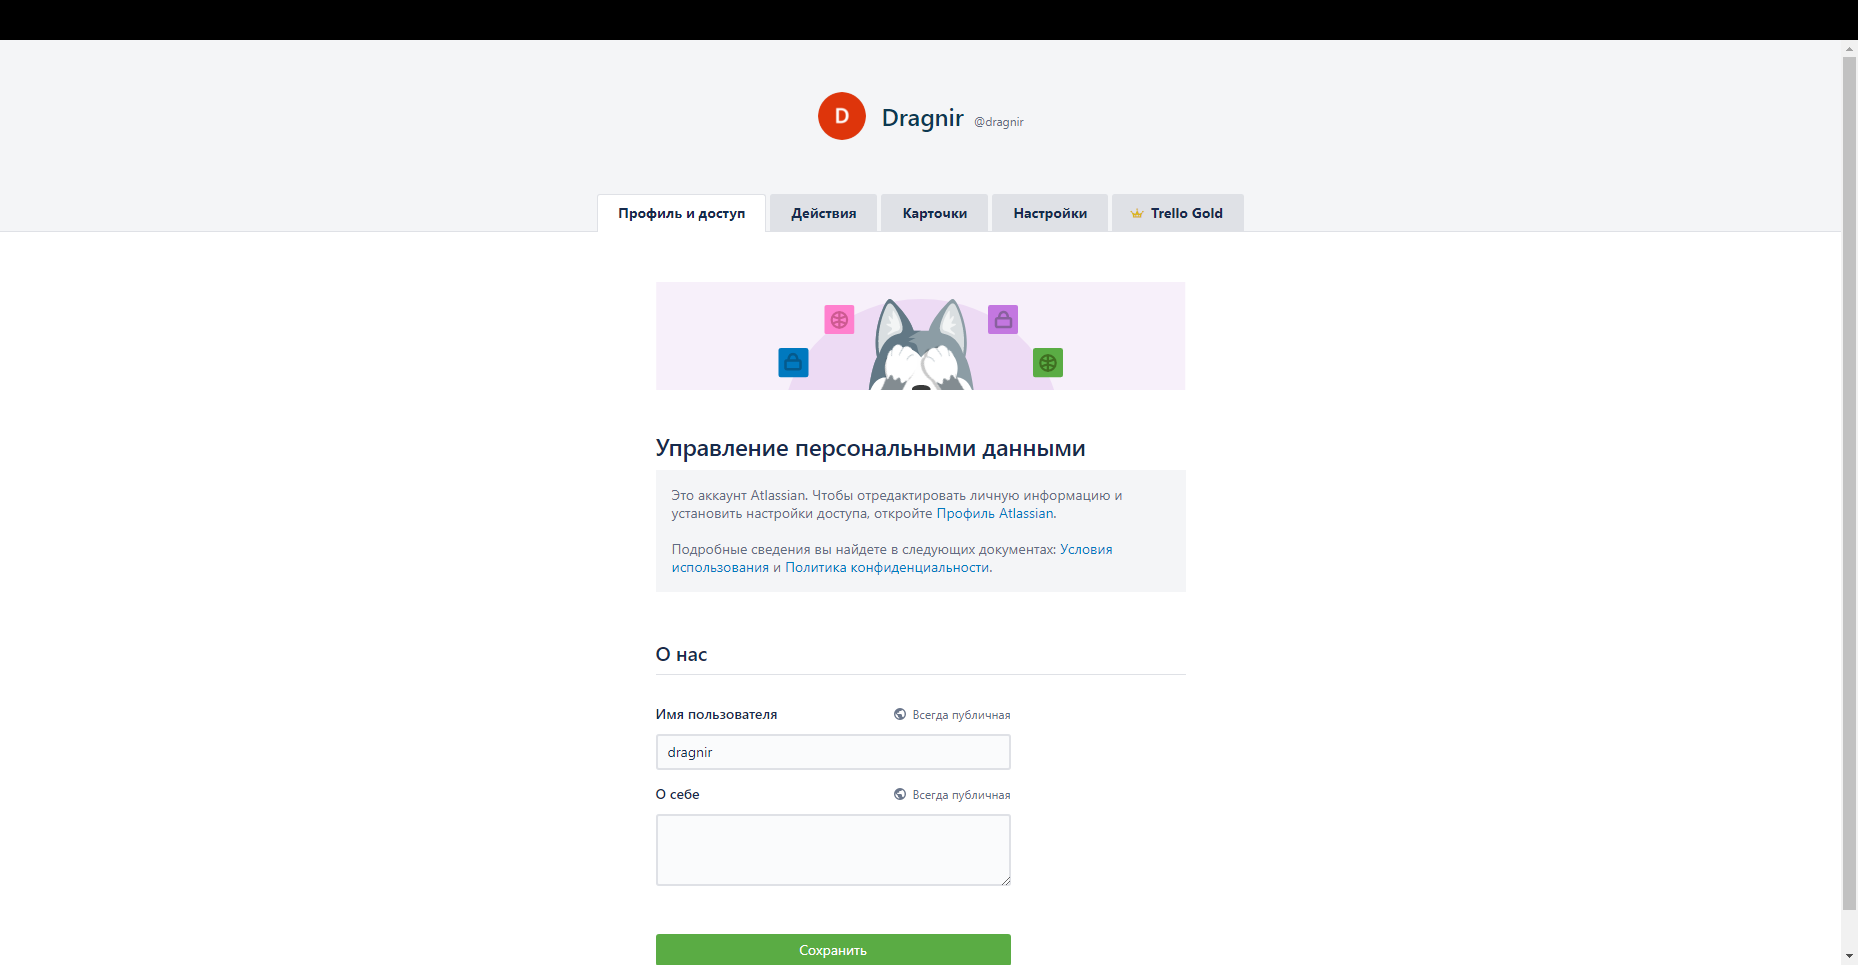 D
Dragnir @dragnir
Профиль и доступ
Действия
Карточки
Настройки
Trello Gold
Управление персональными данными
Это аккаунт Atlassian. Чтобы отредактировать личную информацию и
установить настройки доступа, откройте Профиль Atlassian.
Подробные сведения вы найдете в следующих документах: Условия
использования и Политика конфиденциальности.
О нас
Имя пользователя
Всегда публичная
dragnir
О себе
Всегда публичная
Сохранить